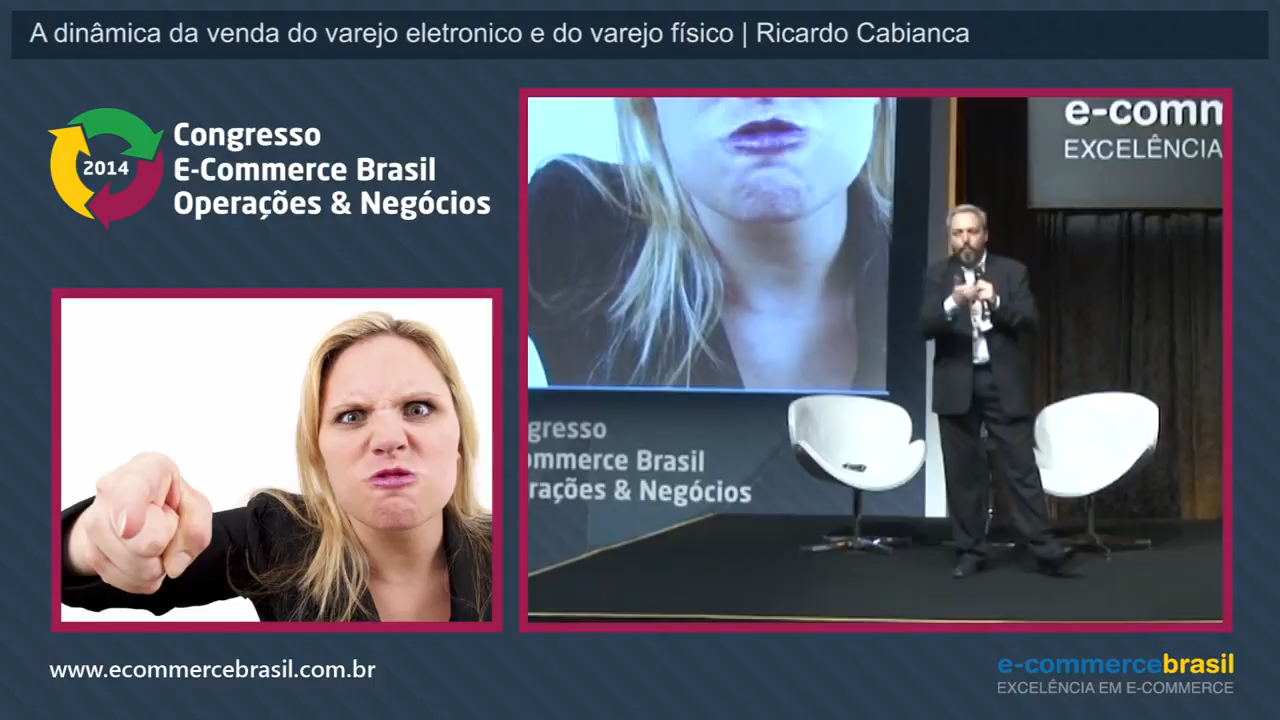 A dinâmica da venda do varejo eletronico e do varejo físico | Ricardo Cabianca
2014
Congresso
E-Commerce Brasil
Operações & Negócios
e-comm
EXCELÊNCIA
gresso
ommerce Brasil
rações & Negócios
www.ecommercebrasil.com.br
e-commercebrasil
EXCELÊNCIA EM E-COMMERCE